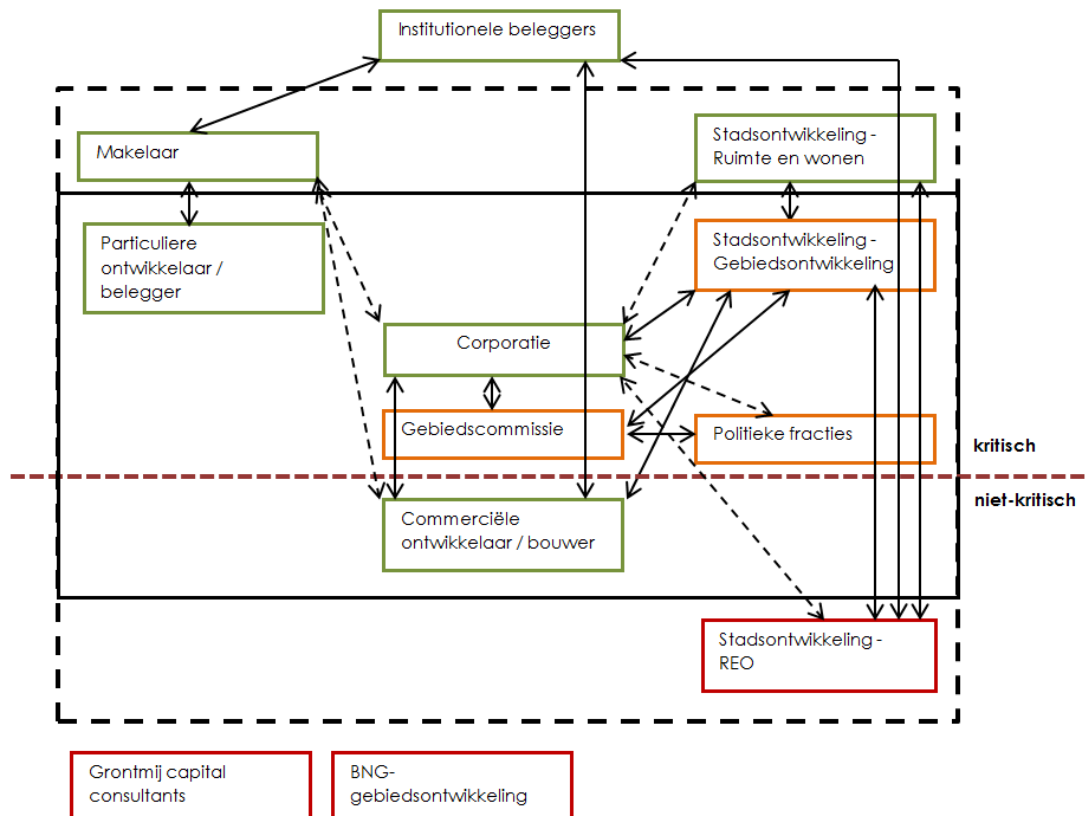 Institutionele beleggers
Makelaar
Stadsontwikkeling -
Ruimte en wonen
Particuliere
ontwikkelaar /
belegger
Stadsontwikkeling -
Gebiedsontwikkeling
Corporatie
Gebiedscommissie
Politieke fracties
kritisch
niet-kritisch
Commerciële
ontwikkelaar / bouwer
Stadsontwikkeling -
REO
Grontmij capital
consultants
BNG-
gebiedsontwikkeling